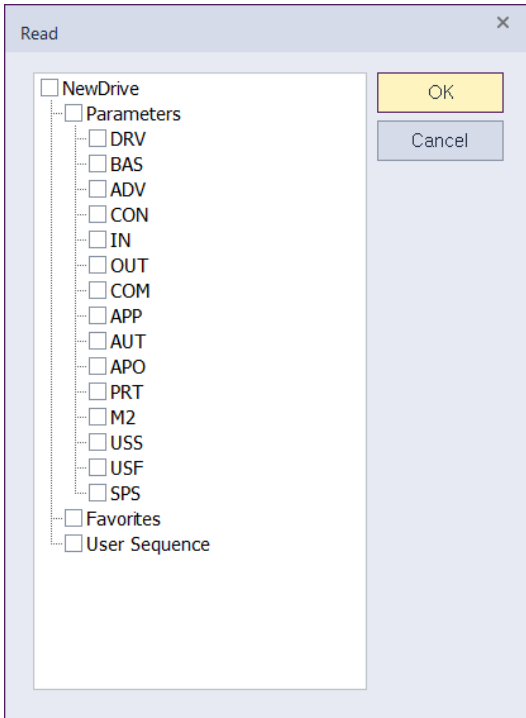 Read
NewDrive
OK
Parameters
DRV
Cancel
BAS
ADV
CON
IN
OUT
COM
APP
AUT
APO
PRT
M2
USS
USF
SPS
Favorites
User Sequence